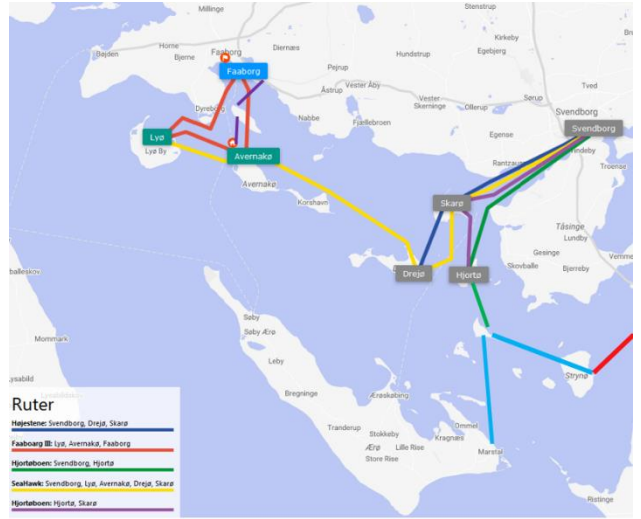 Millinge
Stenstrup
Horne
Faaborg
Diernæs
Kirkeby
Bøjden
Bjerne
Hundstrup
Egebjerg
Pejrup
Faaborg
Tved
Åstrup
Vester Åby
Vester
Skerninge
Ollerup
Sørup
Svendborg
Nabbe
Fjællebroen
Svendborg
Lyø
Egense
Lyø By
Avernakø
Rantzau
Troense
Avernakø
Korshavn
Skarø
Tåsinge
Lundby
Gesinge
Bjerreby
Drejø
Hjortø
Skovballe
Søby
Søby Ærø
Mommark
Leby
Strynø
Bregninge
Ærøskøbing
Ruter
Højestene: Svendborg, Drejø, Skarø
Tranderup
Stokkeby
Kragnæs
Ommel
Ærø
Lille Rise
Marstal
Store Rise
Faaboarg III: Lyø, Avernakø, Faaborg
Hjortøboen: Svendborg, Hjortø
SeaHawk: Svendborg, Lyø, Avernakø, Drejø, Skarø
Hjortøboen: Hjortø, Skarø
Ristinge